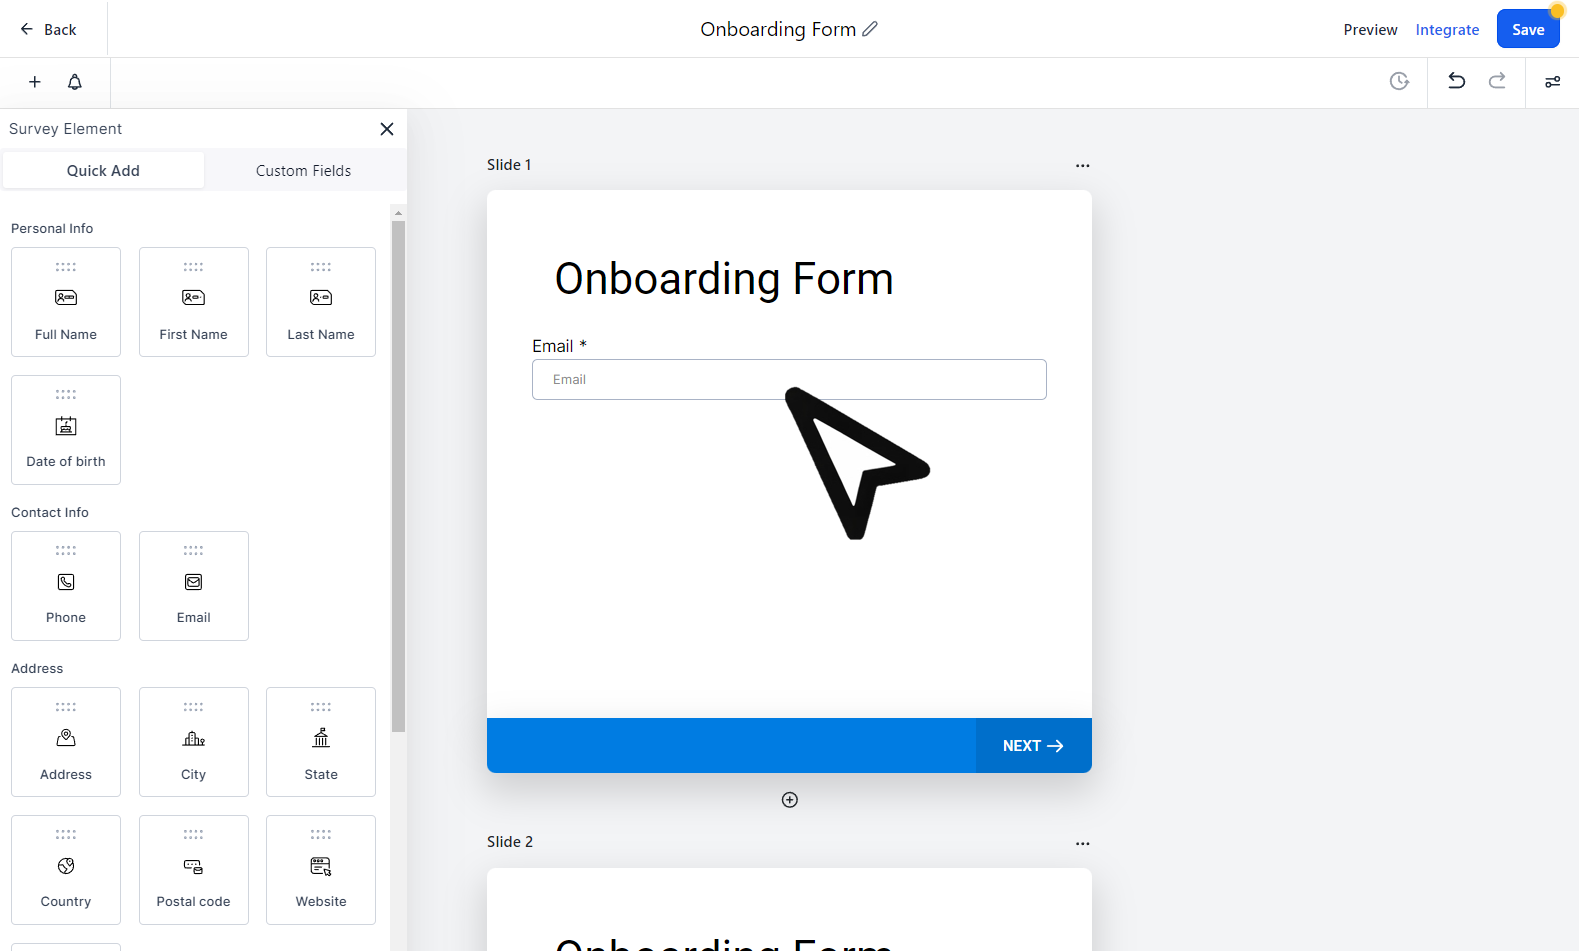 Back
Onboarding Form
Preview
Integrate
Save
Survey Element
Quick Add
Custom Fields
Personal Info
Full Name
First Name
Last Name
Date of birth
Contact Info
Phone
Email
Address
Address
City
State
Country
Postal code
Website
Slide 1
Onboarding Form
Email *
Email
NEXT
Slide 2
Onboarding Form